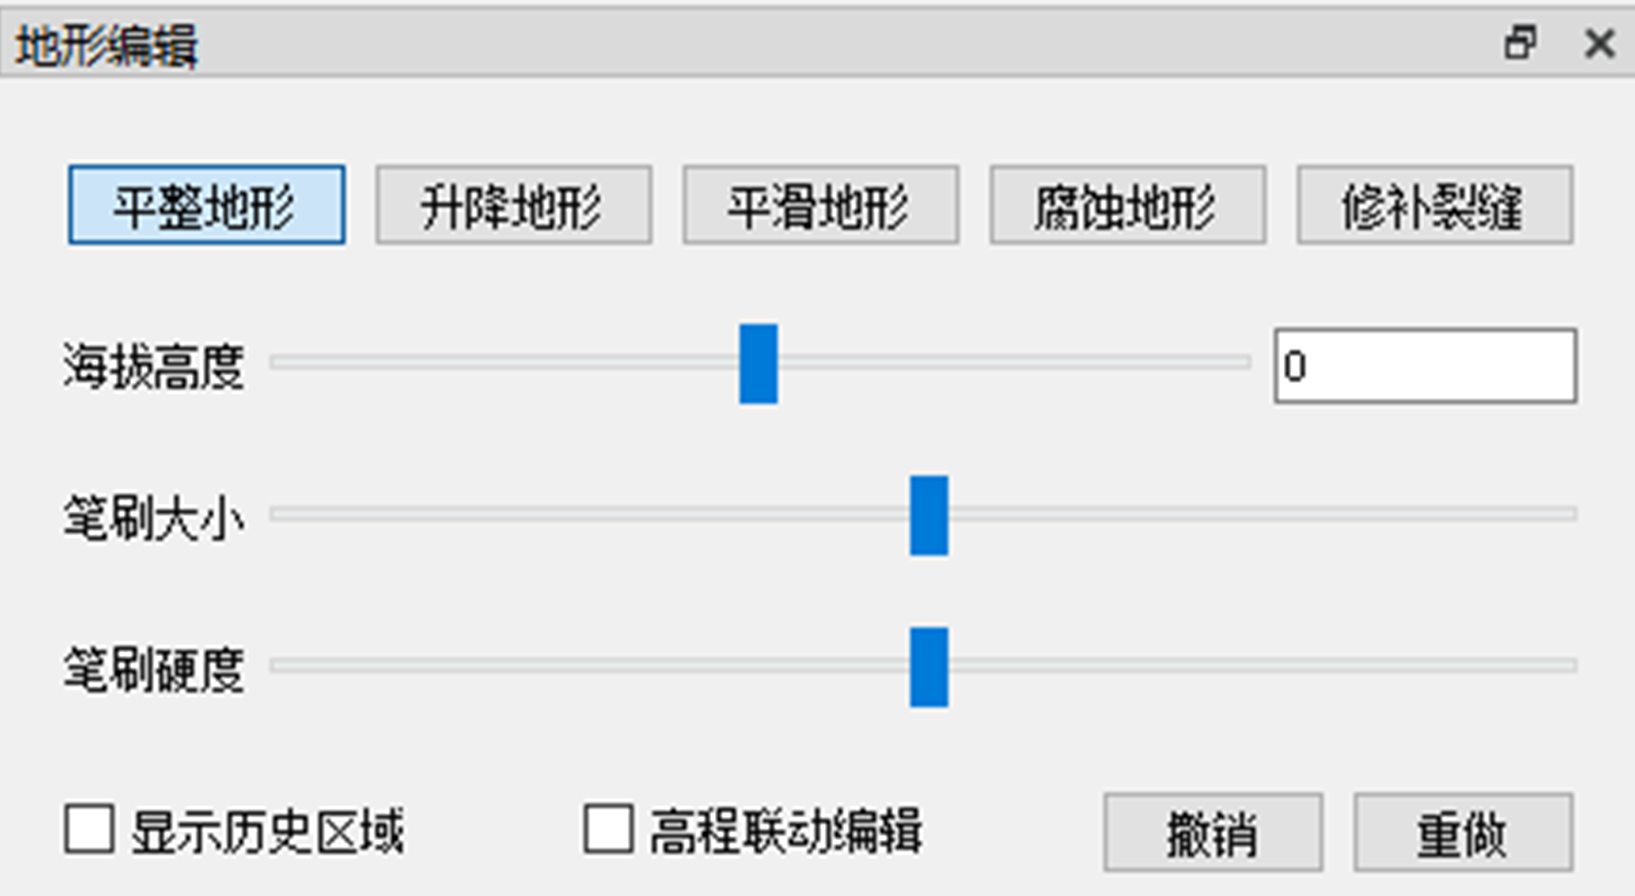 地形编辑
平整地形 升降地形 平滑地形 腐蚀地形 修补裂缝
海拔高度 0
笔刷大小
笔刷硬度
显示历史区域 高程联动编辑 撤销 重做